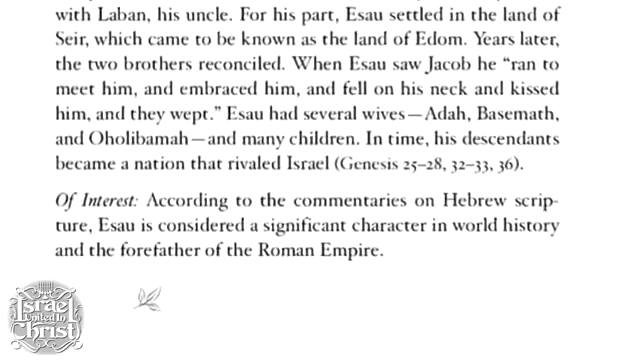 with Laban, his uncle. For his part, Esau settled in the land of
Seir, which came to be known as the land of Edom. Years later,
the two brothers reconciled. When Esau saw Jacob he “ran to
meet him, and embraced him, and fell on his neck and kissed
him, and they wept.” Esau had several wives—Adah, Basemath,
and Oholibamah—and many children. In time, his descendants
became a nation that rivaled Israel (Genesis 25–28, 32–33, 36).
Of Interest: According to the commentaries on Hebrew scrip-
ture, Esau is considered a significant character in world history
and the forefather of the Roman Empire.
Israel
United In
Christ